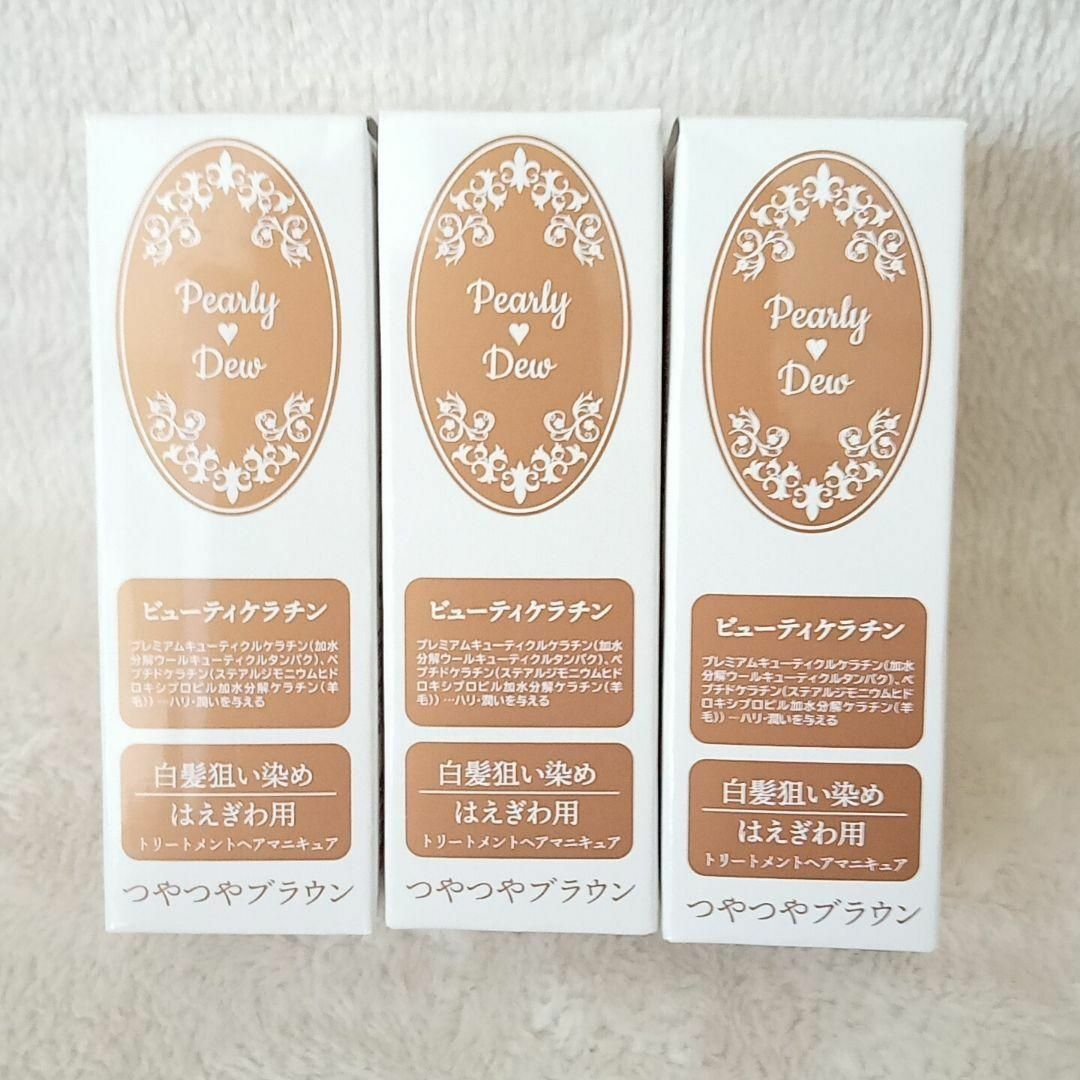 Pearly
♥
Dew
ビューティケラチン
プレミアムキューティクルケラチン(加水
分解ウールキューティクルタンパク)、ペ
プチドケラチン(ステアルジモニウムヒド
ロキシプロピル加水分解ケラチン(羊
毛)) …ハリ・潤いを与える
白髪狙い染め
はえぎわ用
トリートメントヘアマニキュア
つやつやブラウン
Pearly
♥
Dew
ビューティケラチン
プレミアムキューティクルケラチン(加水
分解ウールキューティクルタンパク)、ペ
プチドケラチン(ステアルジモニウムヒド
ロキシプロピル加水分解ケラチン(羊
毛)) …ハリ・潤いを与える
白髪狙い染め
はえぎわ用
トリートメントヘアマニキュア
つやつやブラウン
Pearly
♥
Dew
ビューティケラチン
プレミアムキューティクルケラチン(加水
分解ウールキューティクルタンパク)、ペ
プチドケラチン(ステアルジモニウムヒド
ロキシプロピル加水分解ケラチン(羊
毛)) …ハリ・潤いを与える
白髪狙い染め
はえぎわ用
トリートメントヘアマニキュア
つやつやブラウン